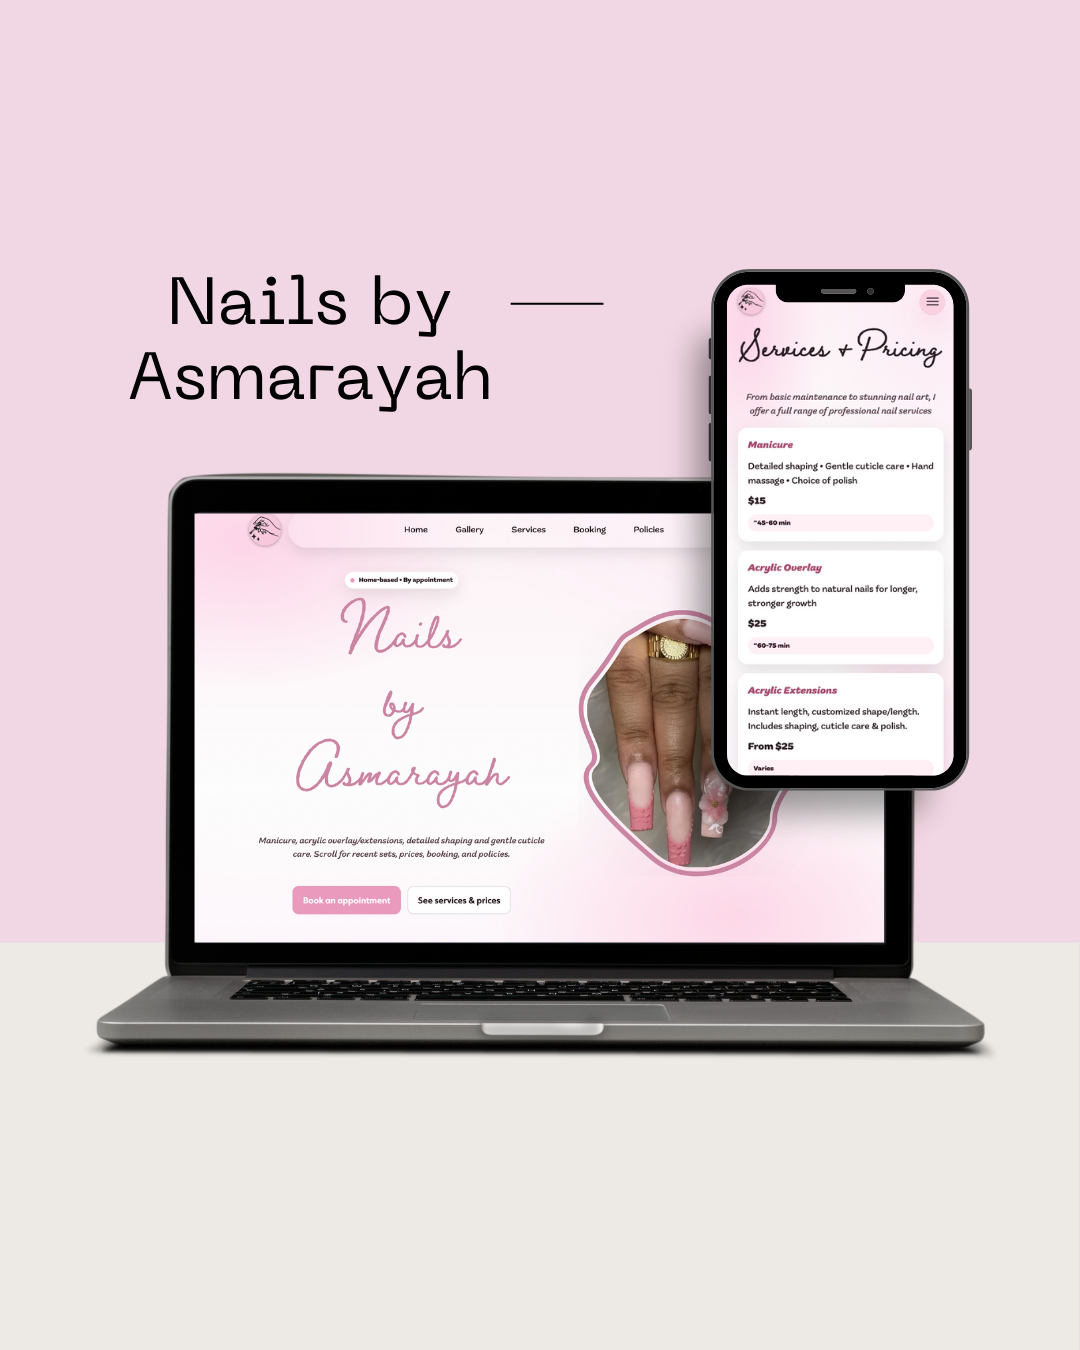 Nails by
Asmarayah
Home
Gallery
Services
Booking
Policies
Home-based • By appointment
Nails
by
Asmarayah
Manicure, acrylic overlay/extensions, detailed shaping and gentle cuticle
care. Scroll for recent sets, prices, booking, and policies.
Book an appointment
See services & prices
Services + Pricing
From basic maintenance to stunning nail art, I
offer a full range of professional nail services
Manicure
Detailed shaping • Gentle cuticle care • Hand
massage • Choice of polish
$15
~45-60 min
Acrylic Overlay
Adds strength to natural nails for longer,
stronger growth
$25
~60-75 min
Acrylic Extensions
Instant length, customized shape/length.
Includes shaping, cuticle care & polish.
From $25
Varies